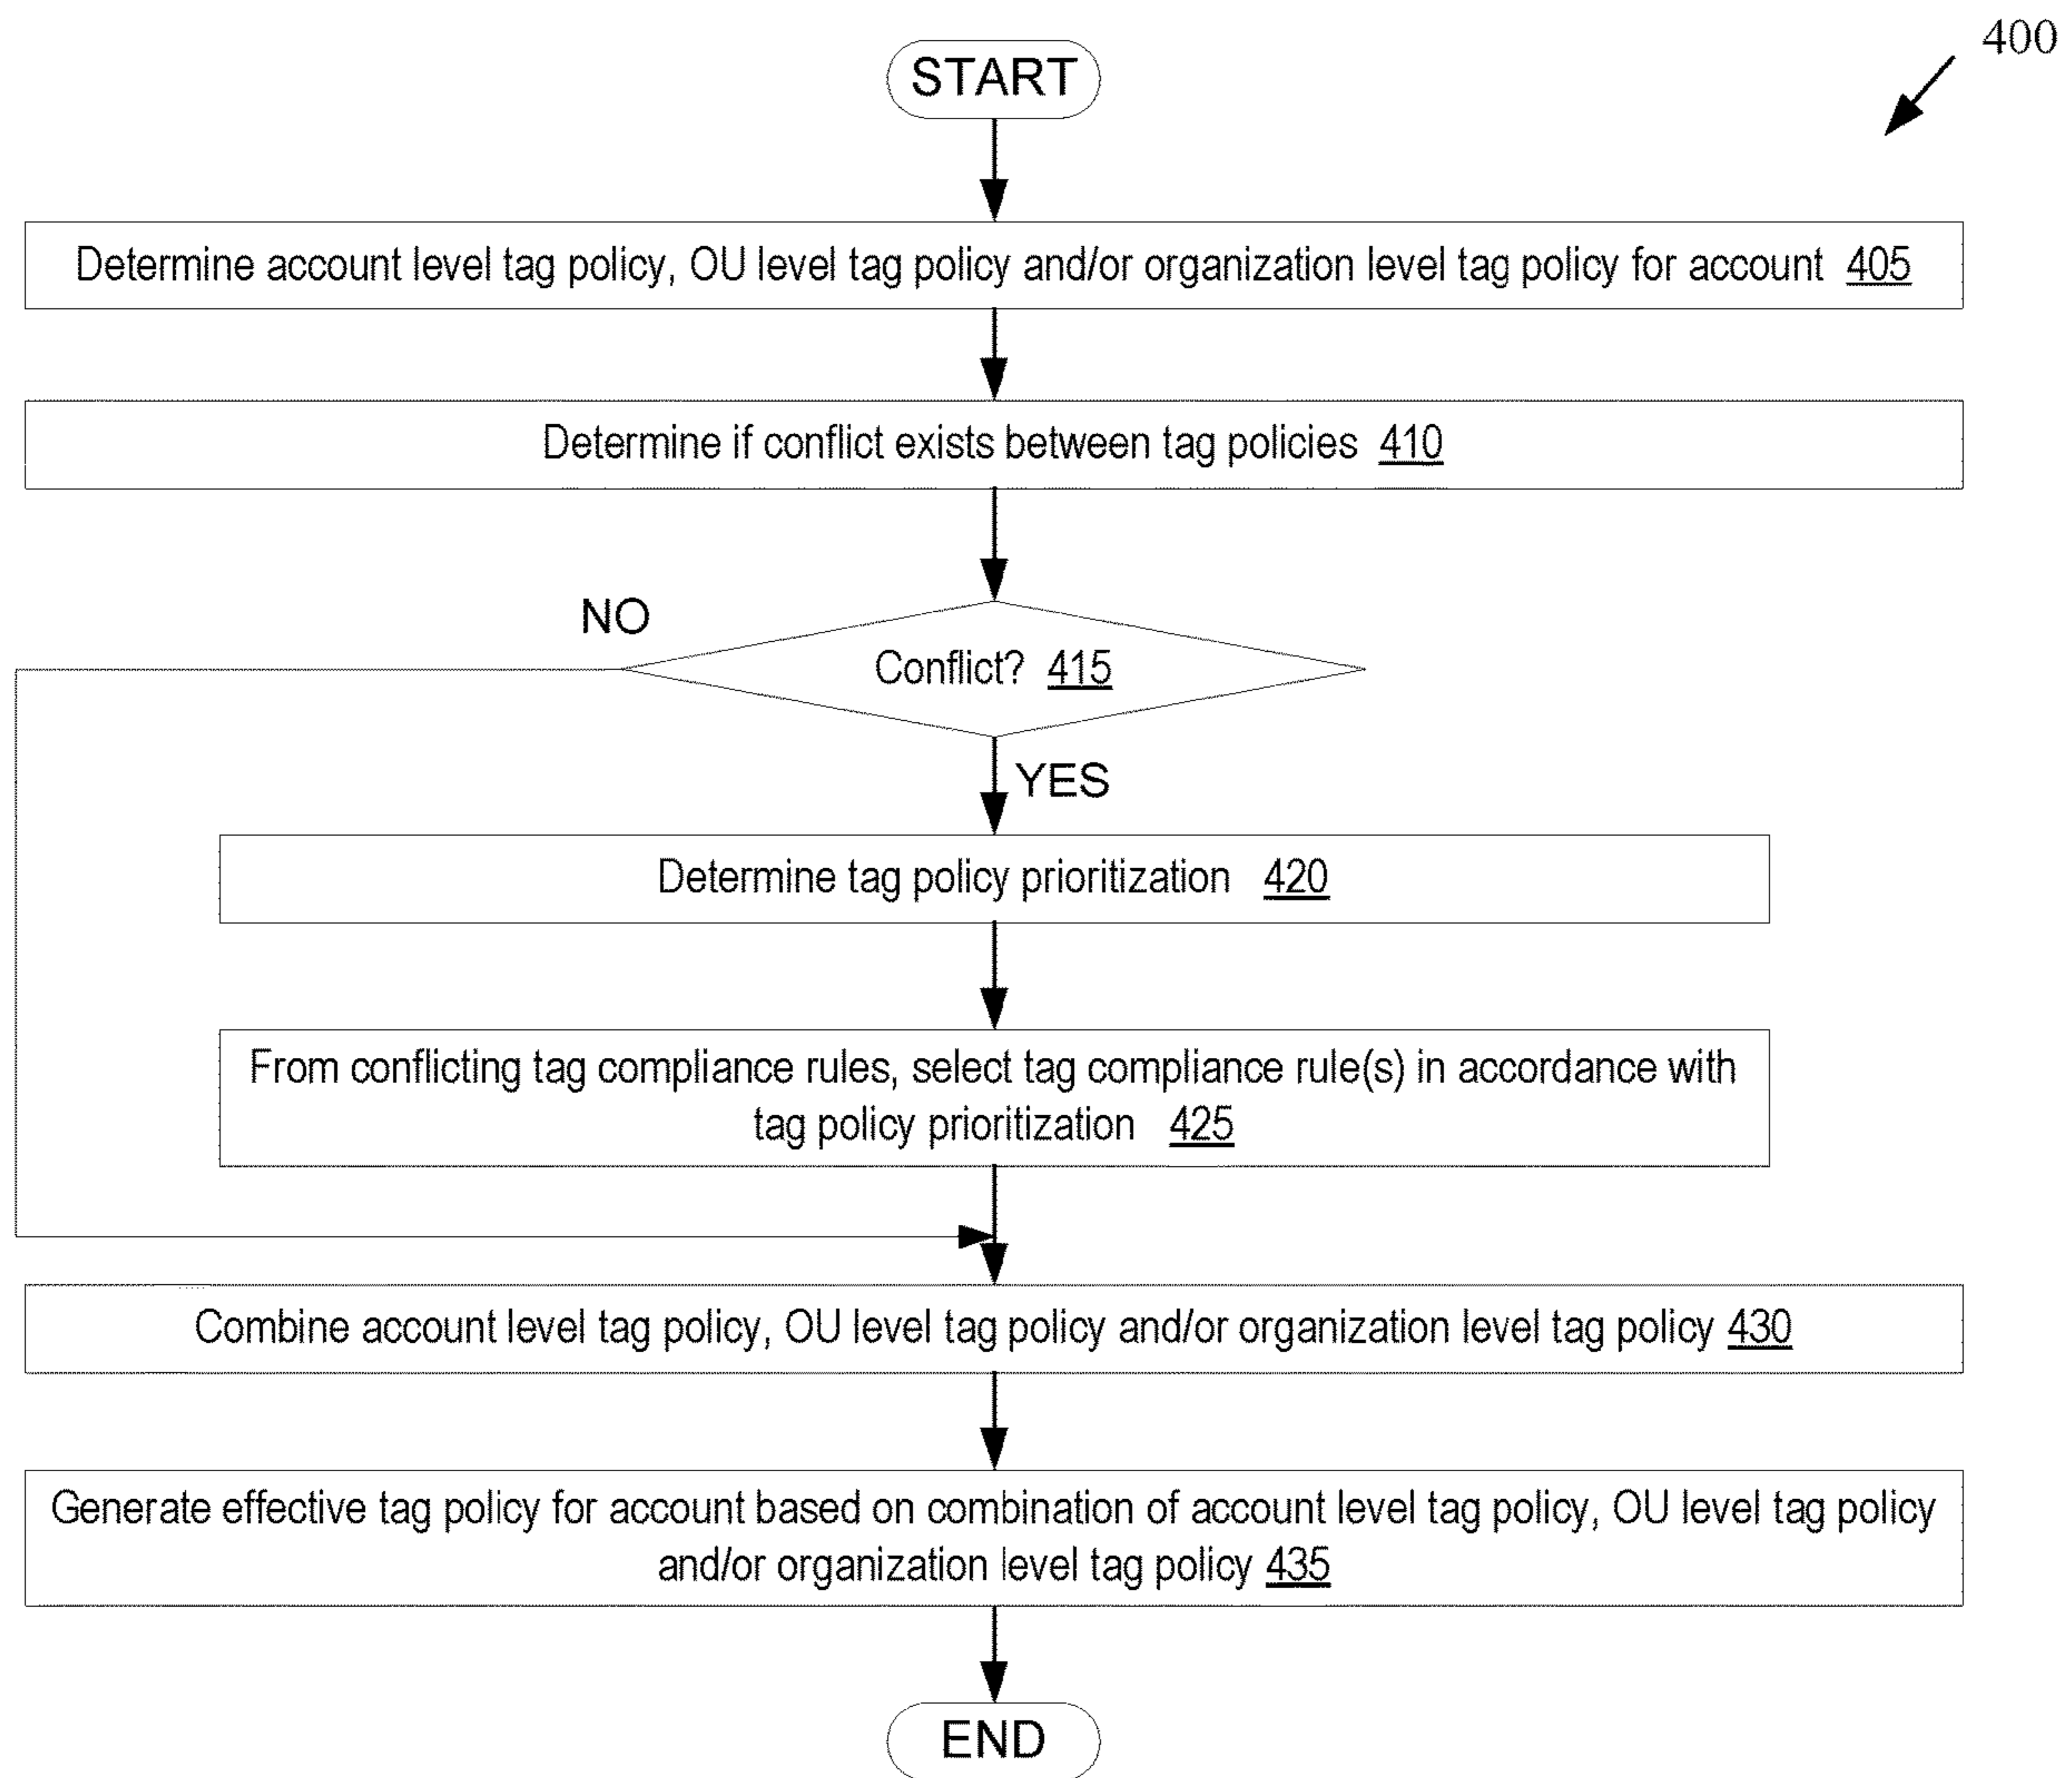 400
START
Determine account level tag policy, OU level tag policy and/or organization level tag policy for account 405
Determine if conflict exists between tag policies 410
NO
Conflict? 415
YES
Determine tag policy prioritization 420
From conflicting tag compliance rules, select tag compliance rule(s) in accordance with
tag policy prioritization 425
Combine account level tag policy, OU level tag policy and/or organization level tag policy 430
Generate effective tag policy for account based on combination of account level tag policy, OU level tag policy
and/or organization level tag policy 435
END